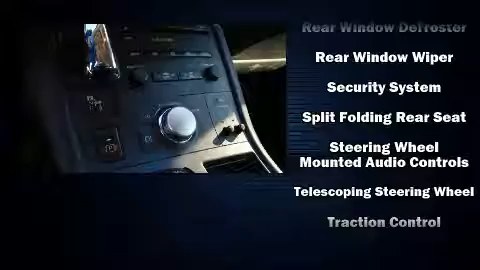 Rear Window Defroster
Rear Window Wiper
Security System
Split Folding Rear Seat
Steering Wheel
Mounted Audio Controls
Telescoping Steering Wheel
Traction Control